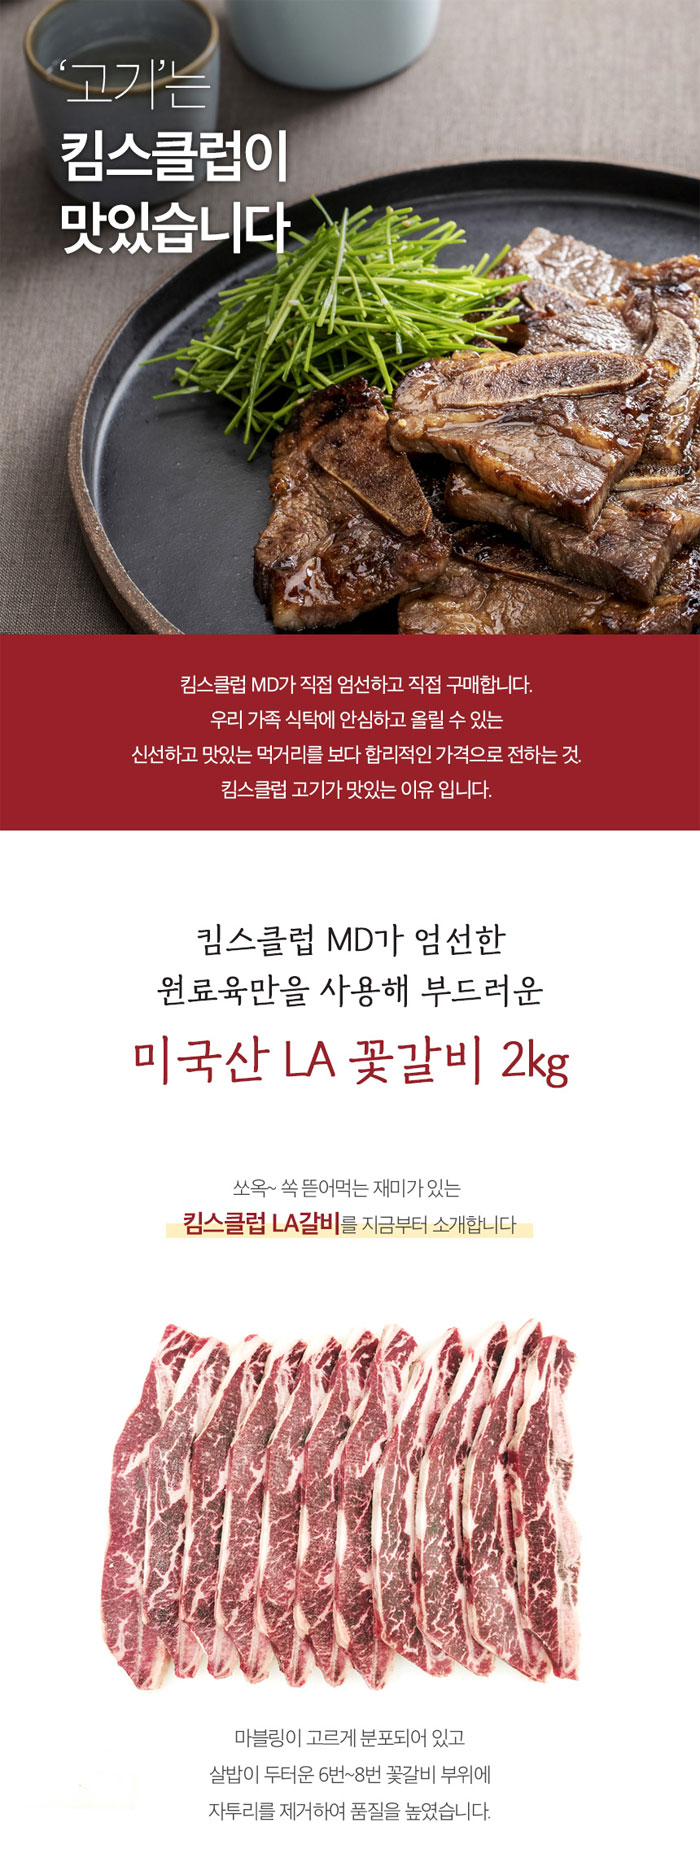 ‘고기’는
킴스클럽이
맛있습니다
킴스클럽 MD가 직접 엄선하고 직접 구매합니다.
우리 가족 식탁에 안심하고 올릴 수 있는
신선하고 맛있는 먹거리를 보다 합리적인 가격으로 전하는 것.
킴스클럽 고기가 맛있는 이유 입니다.
킴스클럽 MD가 엄선한
원료육만을 사용해 부드러운
미국산 LA 꽃갈비 2kg
쏘옥~ 쏙 뜯어먹는 재미가 있는
킴스클럽 LA갈비를 지금부터 소개합니다
마블링이 고르게 분포되어 있고
살밥이 두터운 6번~8번 꽃갈비 부위에
자투리를 제거하여 품질을 높였습니다.